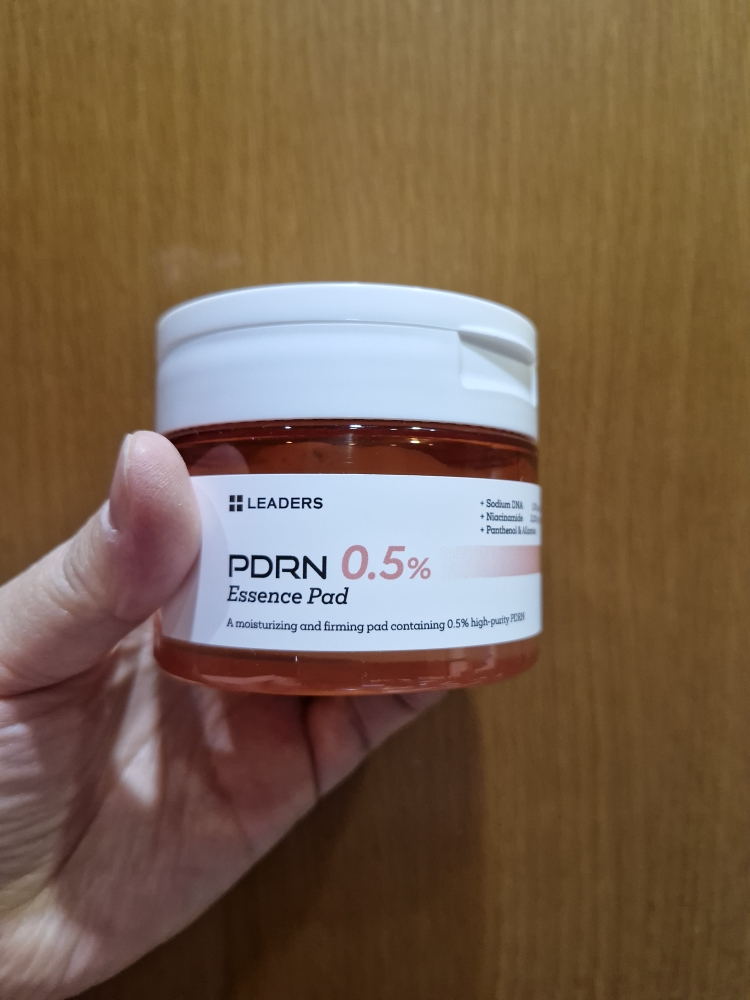 LEADERS
+ Sodium DNA
+ Niacinamide
+ Panthenol &
PDRN 0.5%
Essence Pad
A moisturizing and firming pad containing 0.5% high-purity PDRN